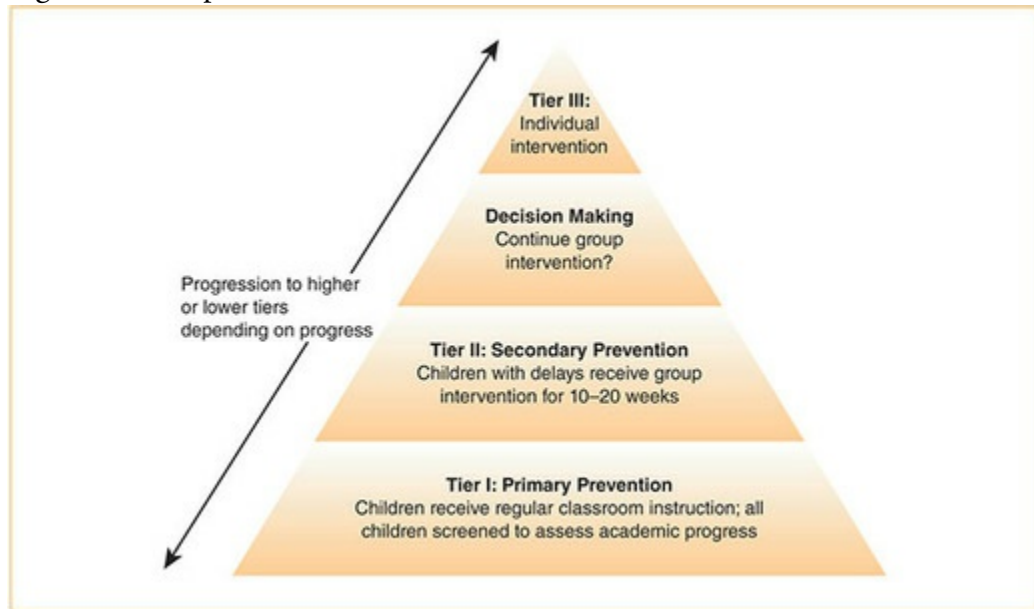 Tier III:
Individual
intervention
Decision Making
Continue group
intervention?
Progression to higher
or lower tiers
depending on progress
Tier II: Secondary Prevention
Children with delays receive group
intervention for 10–20 weeks
Tier I: Primary Prevention
Children receive regular classroom instruction; all
children screened to assess academic progress